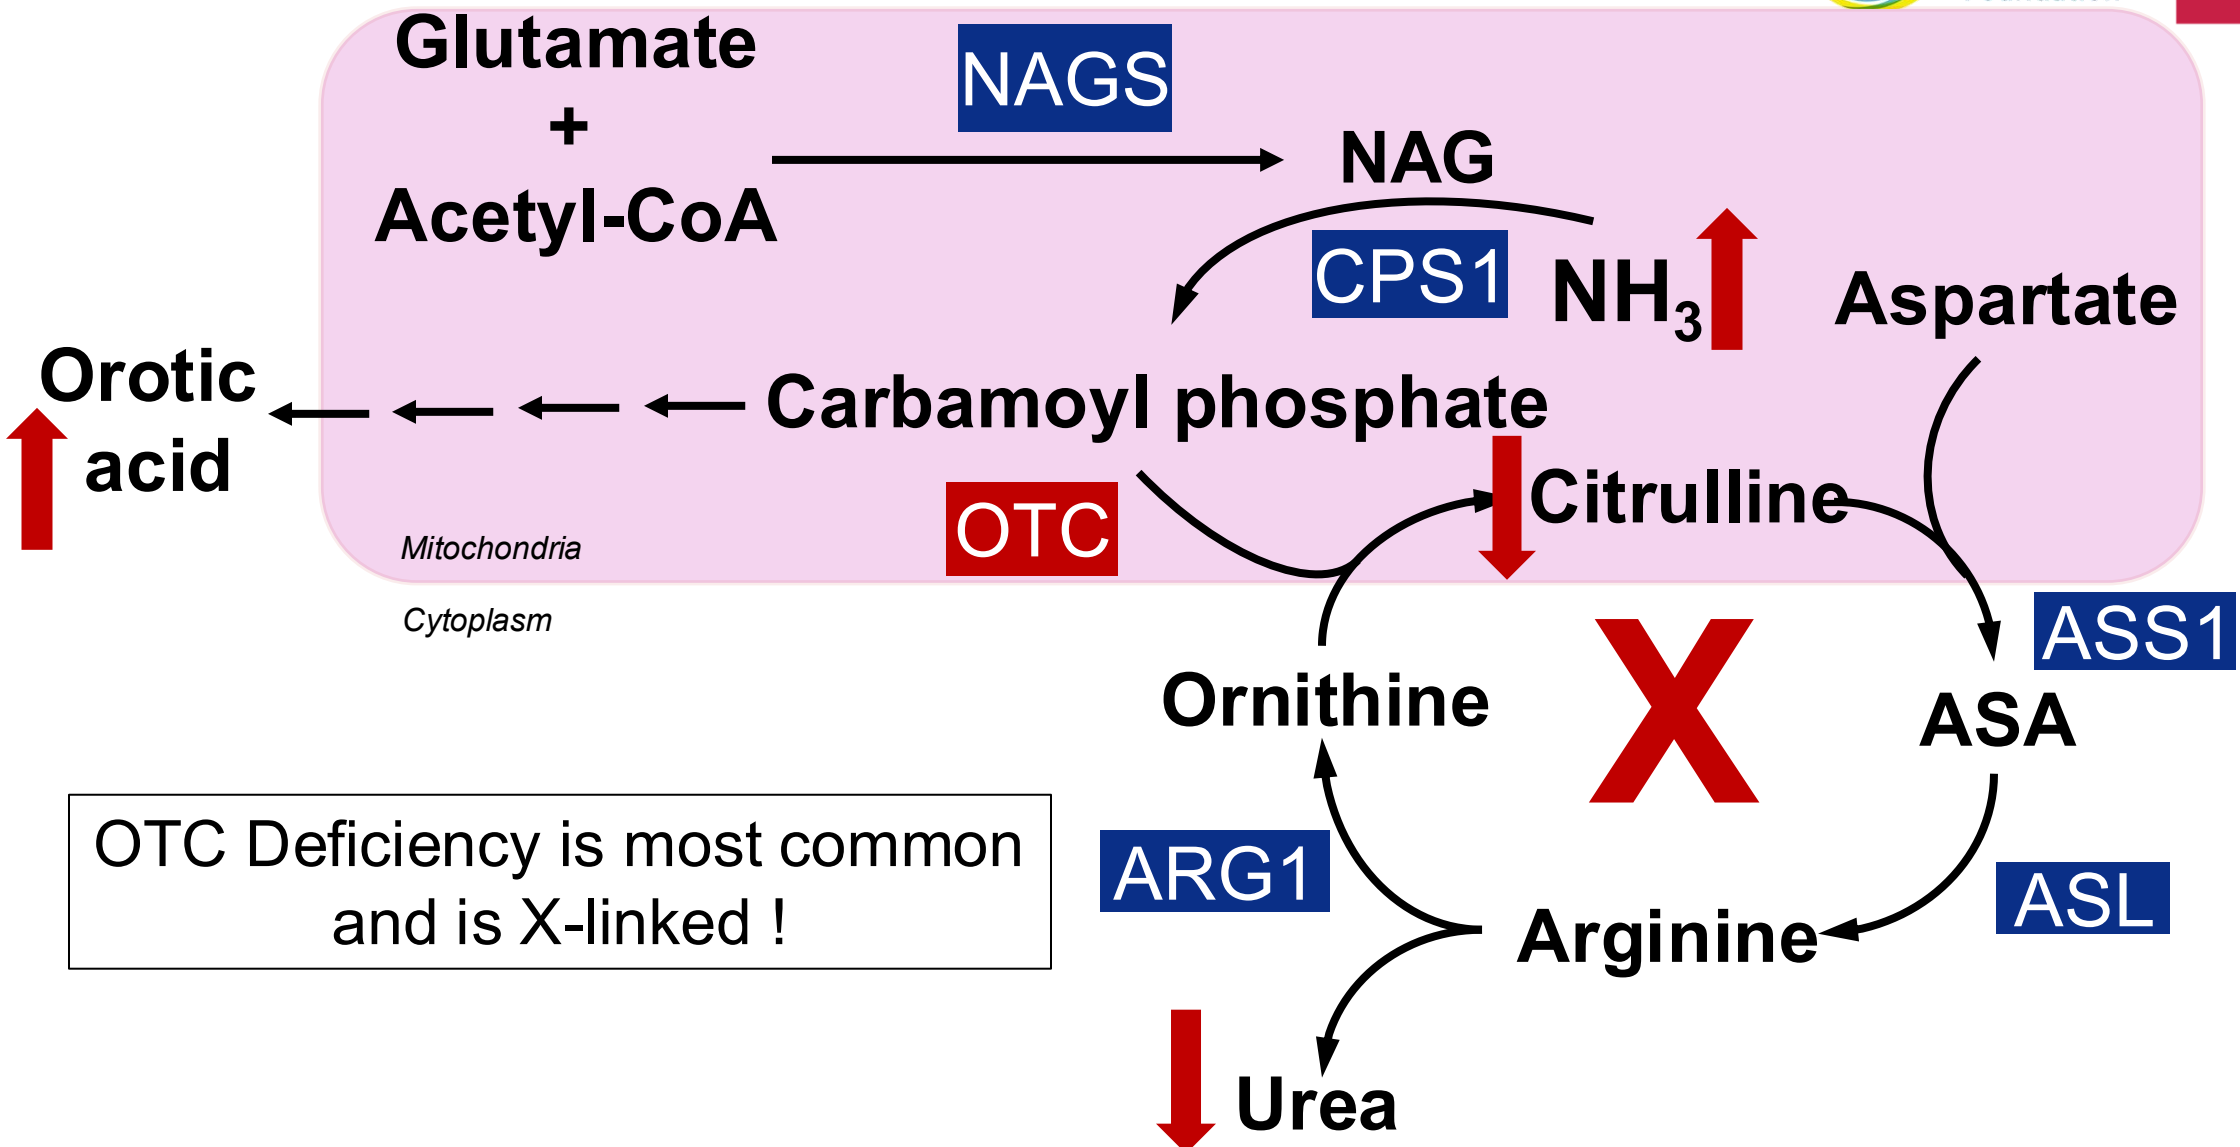 Glutamate
+
Acetyl-CoA
NAGS
NAG
CPS1
NH₃
Aspartate
Orotic
acid
Carbamoyl phosphate
OTC
Citrulline
Mitochondria
Cytoplasm
ASS1
Ornithine
X
ASA
OTC Deficiency is most common
and is X-linked !
ARG1
ASL
Arginine
Urea